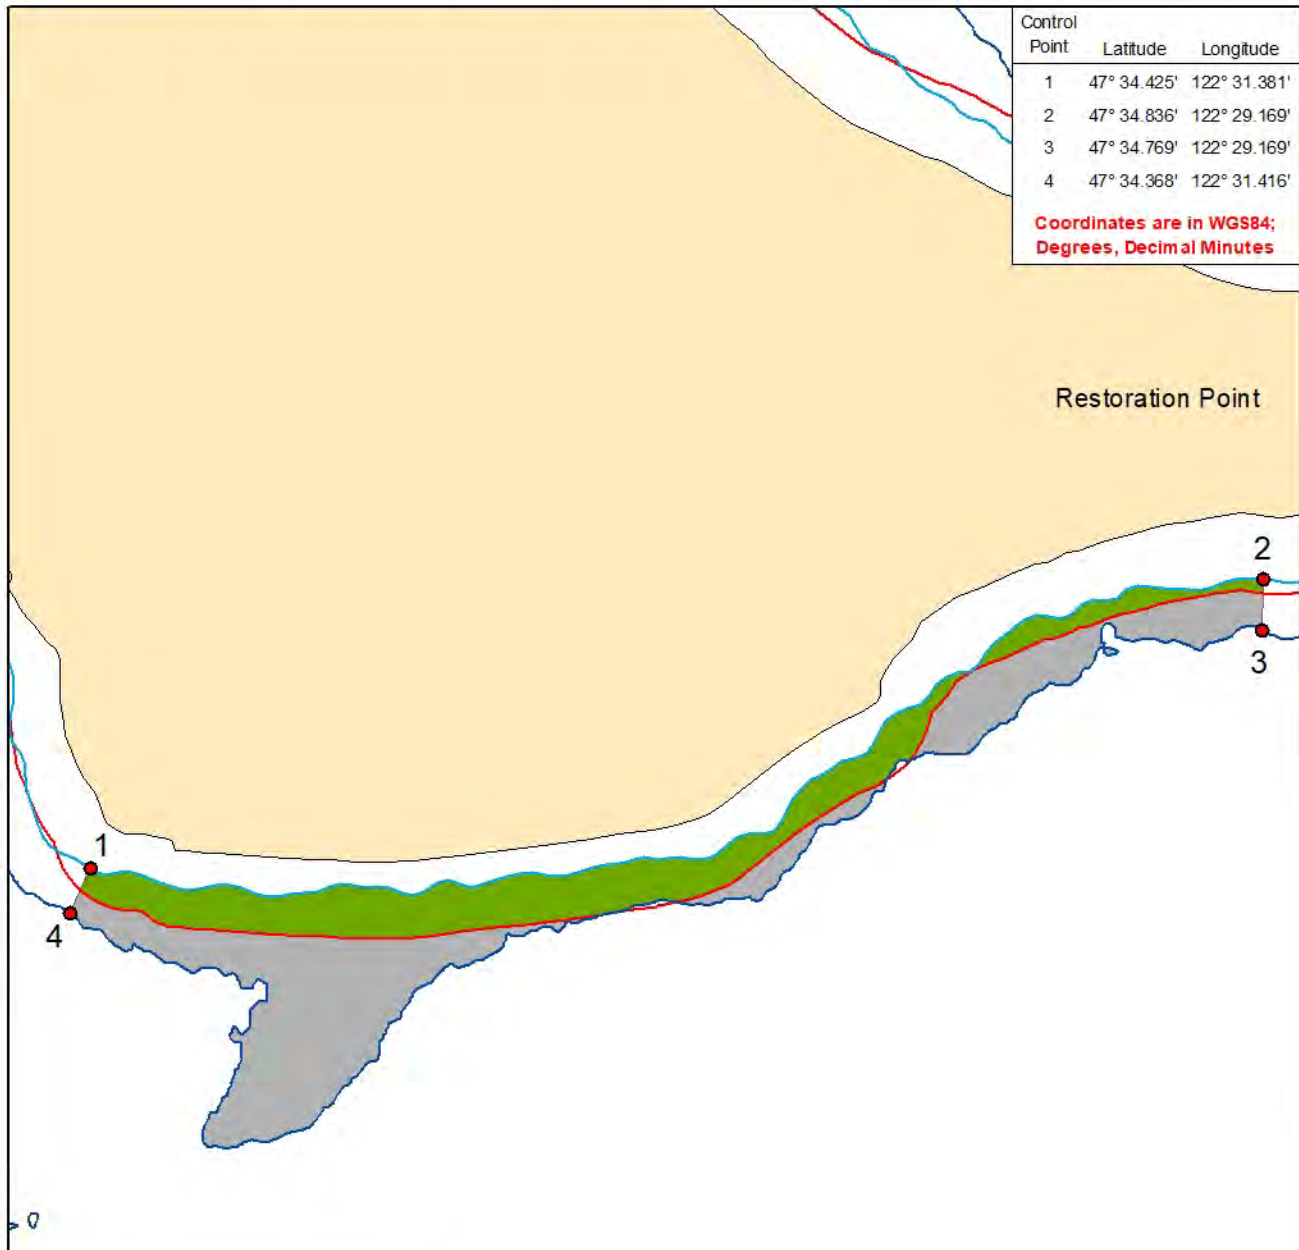 Control
Point Latitude Longitude
1 47° 34.425' 122° 31.381'
2 47° 34.836' 122° 29.169'
3 47° 34.769' 122° 29.169'
4 47° 34.368' 122° 31.416'
Coordinates are in WGS84;
Degrees, Decimal Minutes
Restoration Point
2
3
1
4